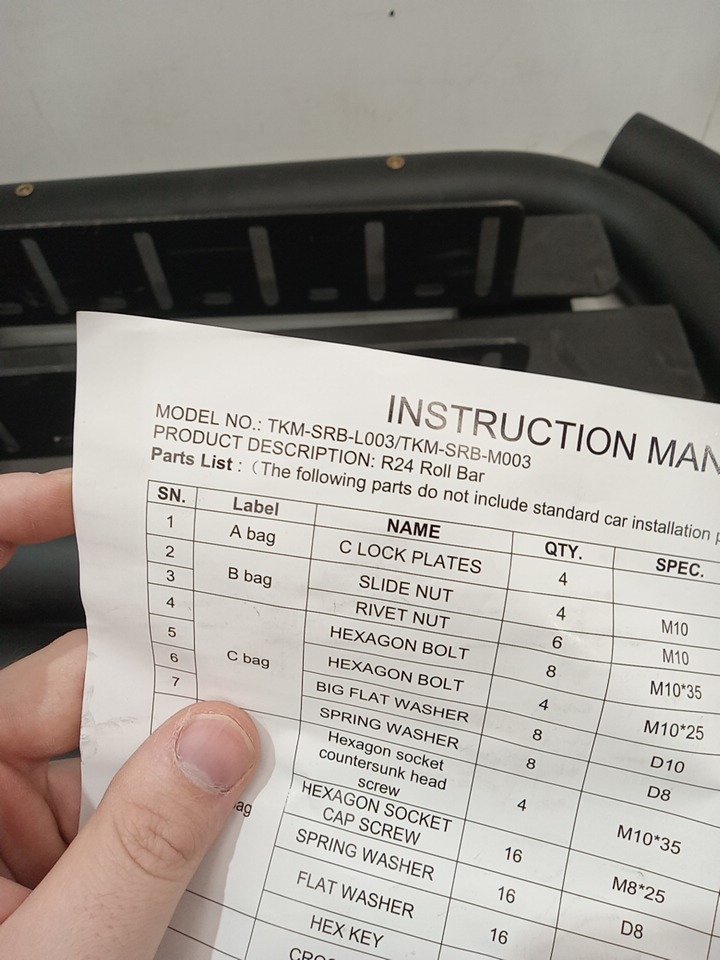 INSTRUCTION MAN
MODEL NO.: TKM-SRB-L003/TKM-SRB-M003
PRODUCT DESCRIPTION: R24 Roll Bar
Parts List :（The following parts do not include standard car installation
SN. Label NAME QTY. SPEC.
1 A bag C LOCK PLATES 4
2 B bag SLIDE NUT 4 M10
3 RIVET NUT 6 M10
4 C bag HEXAGON BOLT 8 M10*35
5 HEXAGON BOLT 4 M10*25
6 BIG FLAT WASHER 8 D10
7 SPRING WASHER 8 D8
Hexagon socket
countersunk head
screw 4 M10*35
HEXAGON SOCKET
CAP SCREW 16 M8*25
SPRING WASHER 16 D8
FLAT WASHER 16
HEX KEY